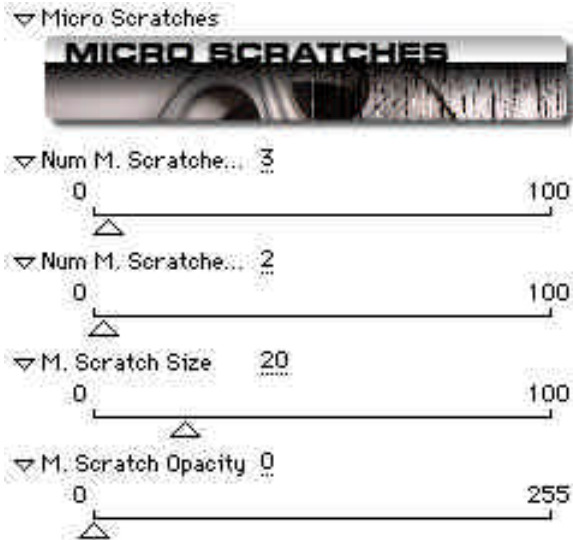 Micro Scratches
MICRO SCRATCHES
Num M. Scratche... 3
0 100
Num M. Scratche... 2
0 100
M. Scratch Size 20
0 100
M. Scratch Opacity 0
0 255